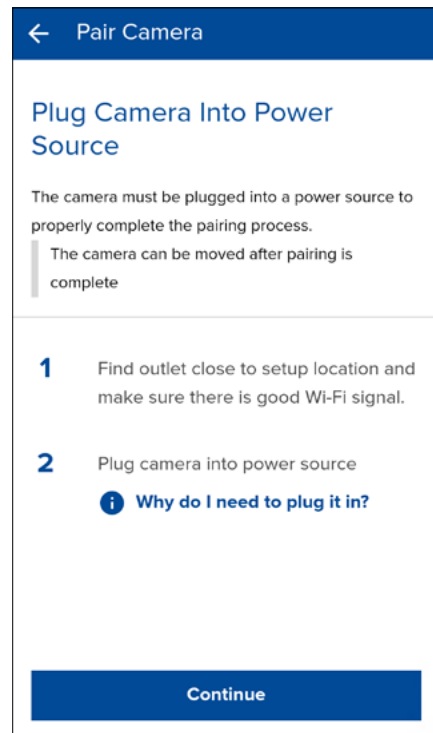 Pair Camera
Plug Camera Into Power
Source
The camera must be plugged into a power source to
properly complete the pairing process.
The camera can be moved after pairing is
complete
1 Find outlet close to setup location and
make sure there is good Wi-Fi signal.
2 Plug camera into power source
Why do I need to plug it in?
Continue